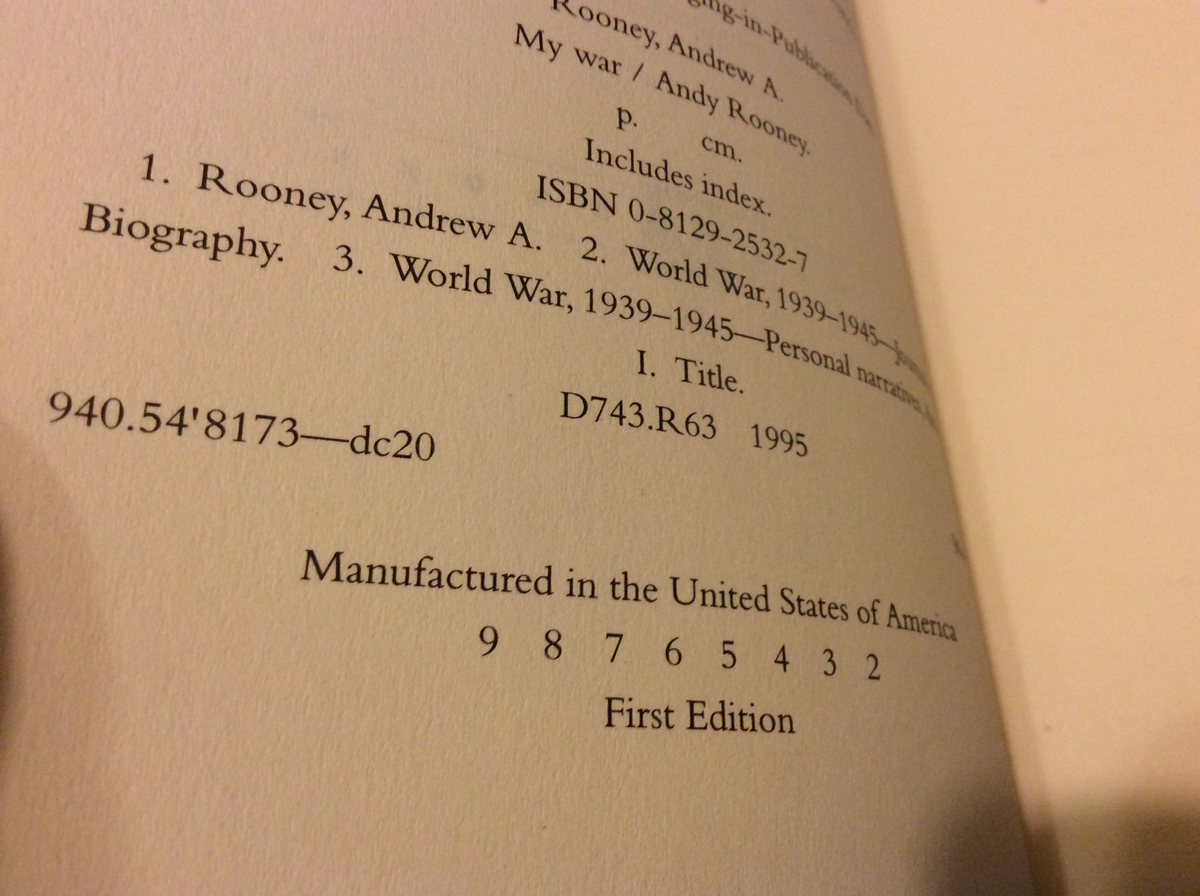 Rooney, Andrew A.
My war / Andy Rooney.
p. cm.
Includes index.
ISBN 0-8129-2532-7
1. Rooney, Andrew A. 2. World War, 1939–1945—
Biography. 3. World War, 1939–1945—Personal narratives
I. Title.
D743.R63 1995
940.54'8173—dc20
Manufactured in the United States of America
9 8 7 6 5 4 3 2
First Edition